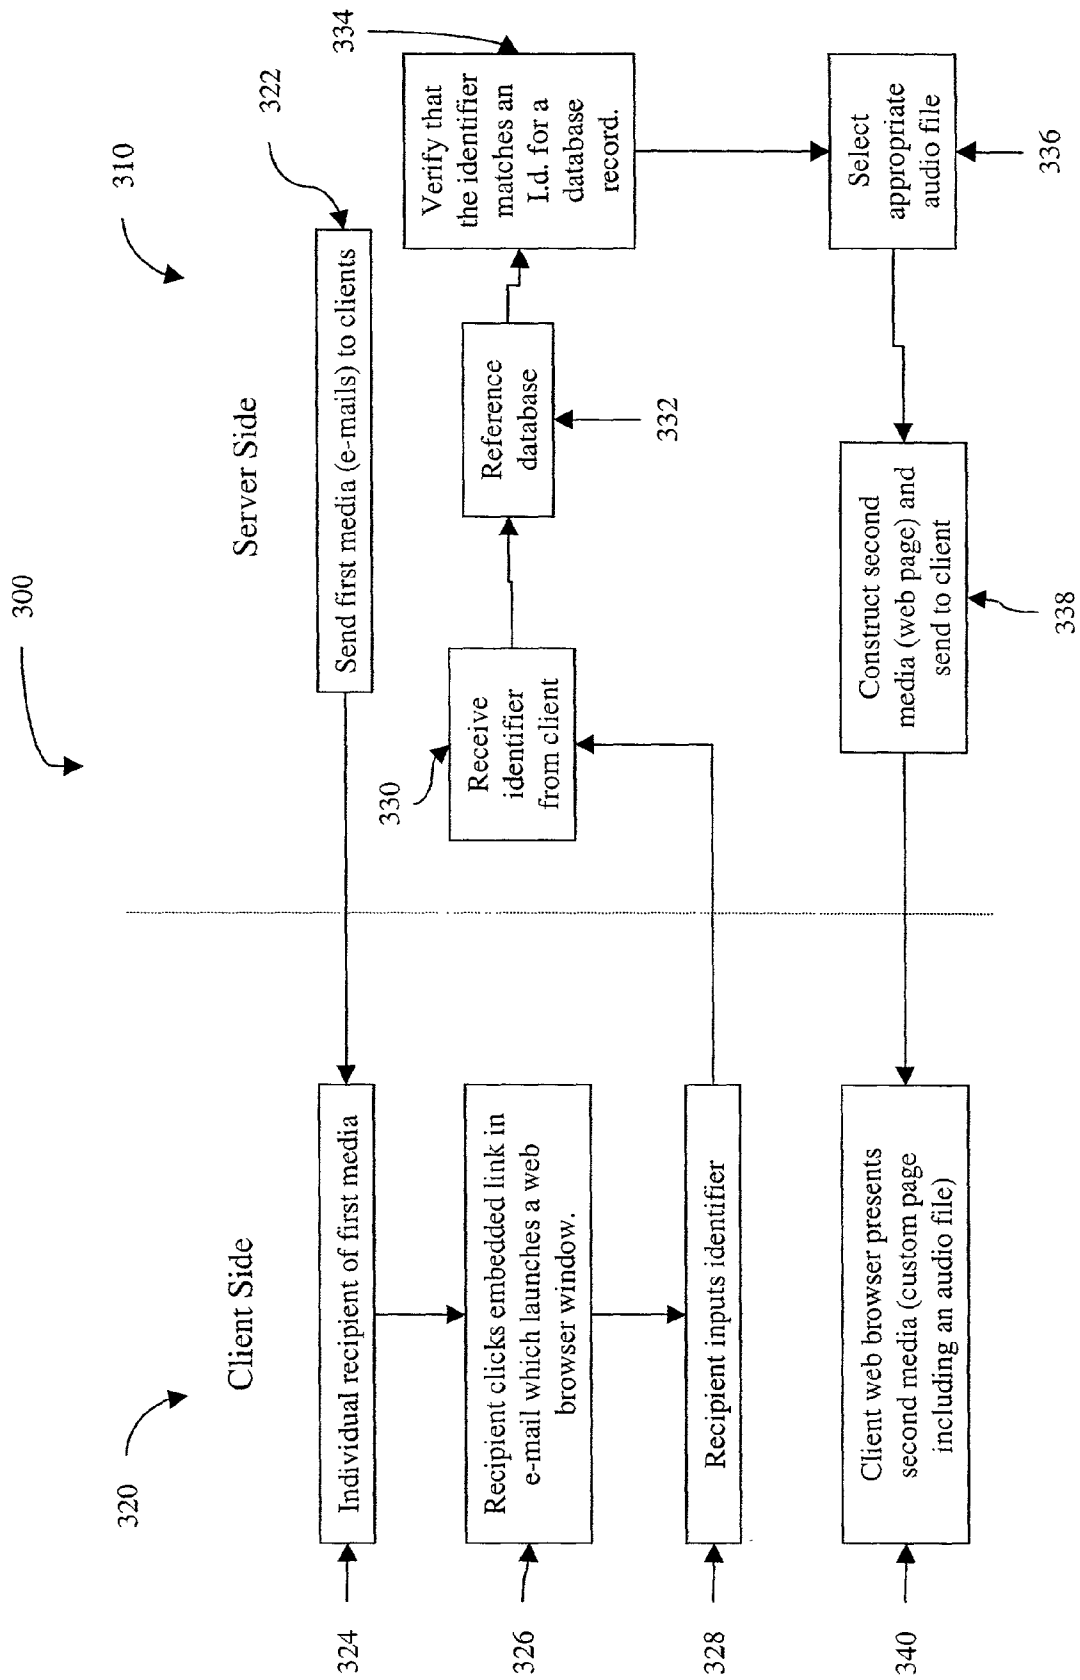 300
320
310
Client Side
Server Side
324
Individual recipient of first media
Send first media (e-mails) to clients
322
326
Recipient clicks embedded link in
e-mail which launches a web
browser window.
330
Receive
identifier
from client
Reference
database
332
Verify that
the identifier
matches an
I.d. for a
database
record.
334
328
Recipient inputs identifier
340
Client web browser presents
second media (custom page
including an audio file)
Construct second
media (web page) and
send to client
338
Select
appropriate
audio file
336